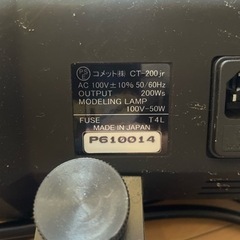 コメット㈱ CT-200jr
AC 100V±10% 50/60Hz
OUTPUT 200Ws
MODELING LAMP
100V-50W
FUSE T4L
MADE IN JAPAN
P610014